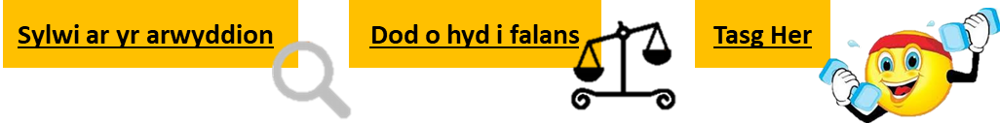 Sylwi ar yr arwyddion
Dod o hyd i falans
Tasg Her